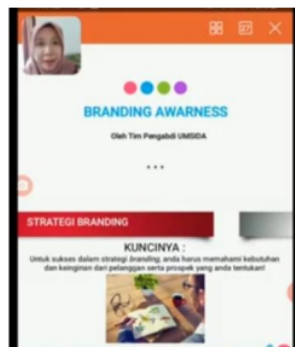 BRANDING AWARNESS
Oleh Tim Pengabdi UMSIDA
STRATEGI BRANDING
KUNCINYA :
Untuk sukses dalam strategi branding, anda harus memahami kebutuhan
dan keinginan dari pelanggan serta prospek yang anda tentukan!